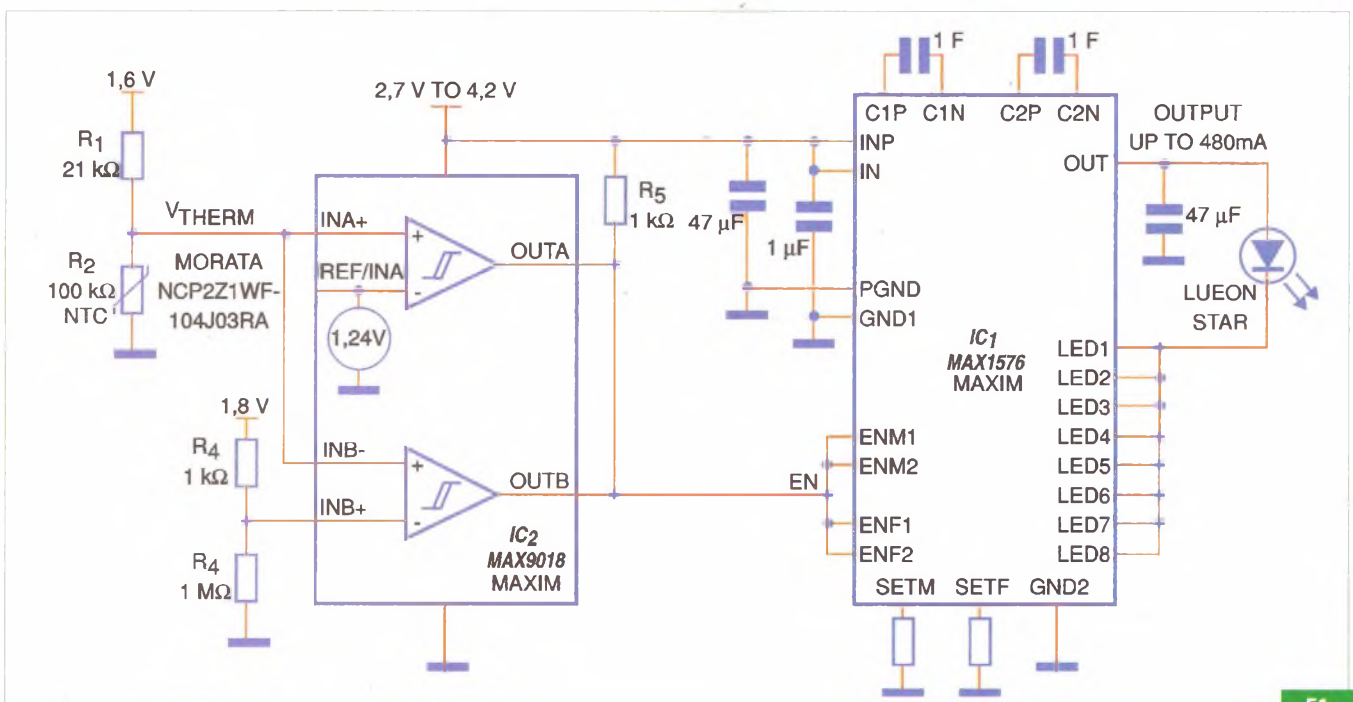 1,6 V
R1
21 kΩ
VTHERM
R2
100 kΩ
NTC
MORATA
NCP2Z1WF-
104J03RA
1,8 V
R4
1 kΩ
R4
1 MΩ
2,7 V TO 4,2 V
INA+
REF/INA
1,24V
+
-
OUTA
INB-
INB+
+
-
OUTB
IC2
MAX9018
MAXIM
R5
1 kΩ
47 µF
1 µF
EN
1 F
1 F
C1P
C1N
C2P
C2N
INP
IN
PGND
GND1
ENM1
ENM2
ENF1
ENF2
IC1
MAX1576
MAXIM
SETM
SETF
GND2
OUT
LED1
LED2
LED3
LED4
LED5
LED6
LED7
LED8
OUTPUT
UP TO 480mA
47 µF
LUEON
STAR